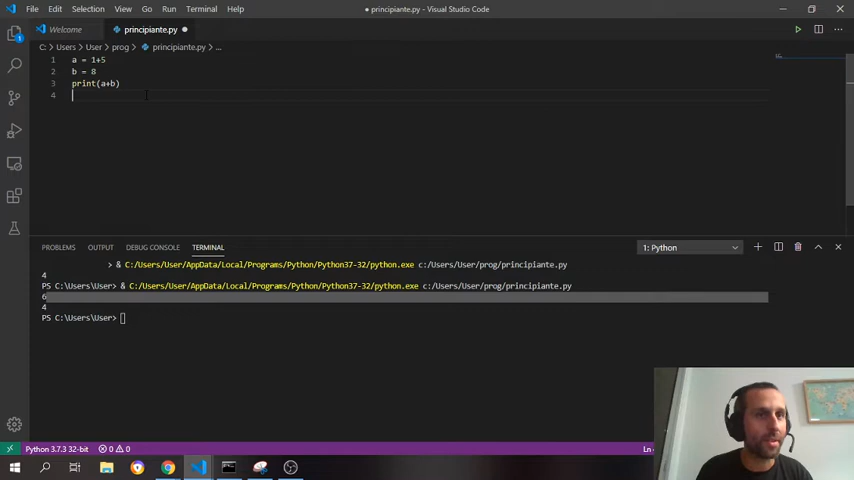 File Edit Selection View Go Run Terminal Help ● principiante.py - Visual Studio Code
Welcome principiante.py ●
C: > Users > User > prog > principiante.py > ...
1 a = 1+5
2 b = 8
3 print(a+b)
4
PROBLEMS OUTPUT DEBUG CONSOLE TERMINAL 1: Python
> & C:/Users/User/AppData/Local/Programs/Python/Python37-32/python.exe c:/Users/User/prog/principiante.py
4
PS C:\Users\User> & C:/Users/User/AppData/Local/Programs/Python/Python37-32/python.exe c:/Users/User/prog/principiante.py
6
4
PS C:\Users\User>
Python 3.7.3 32-bit 0 0 Ln